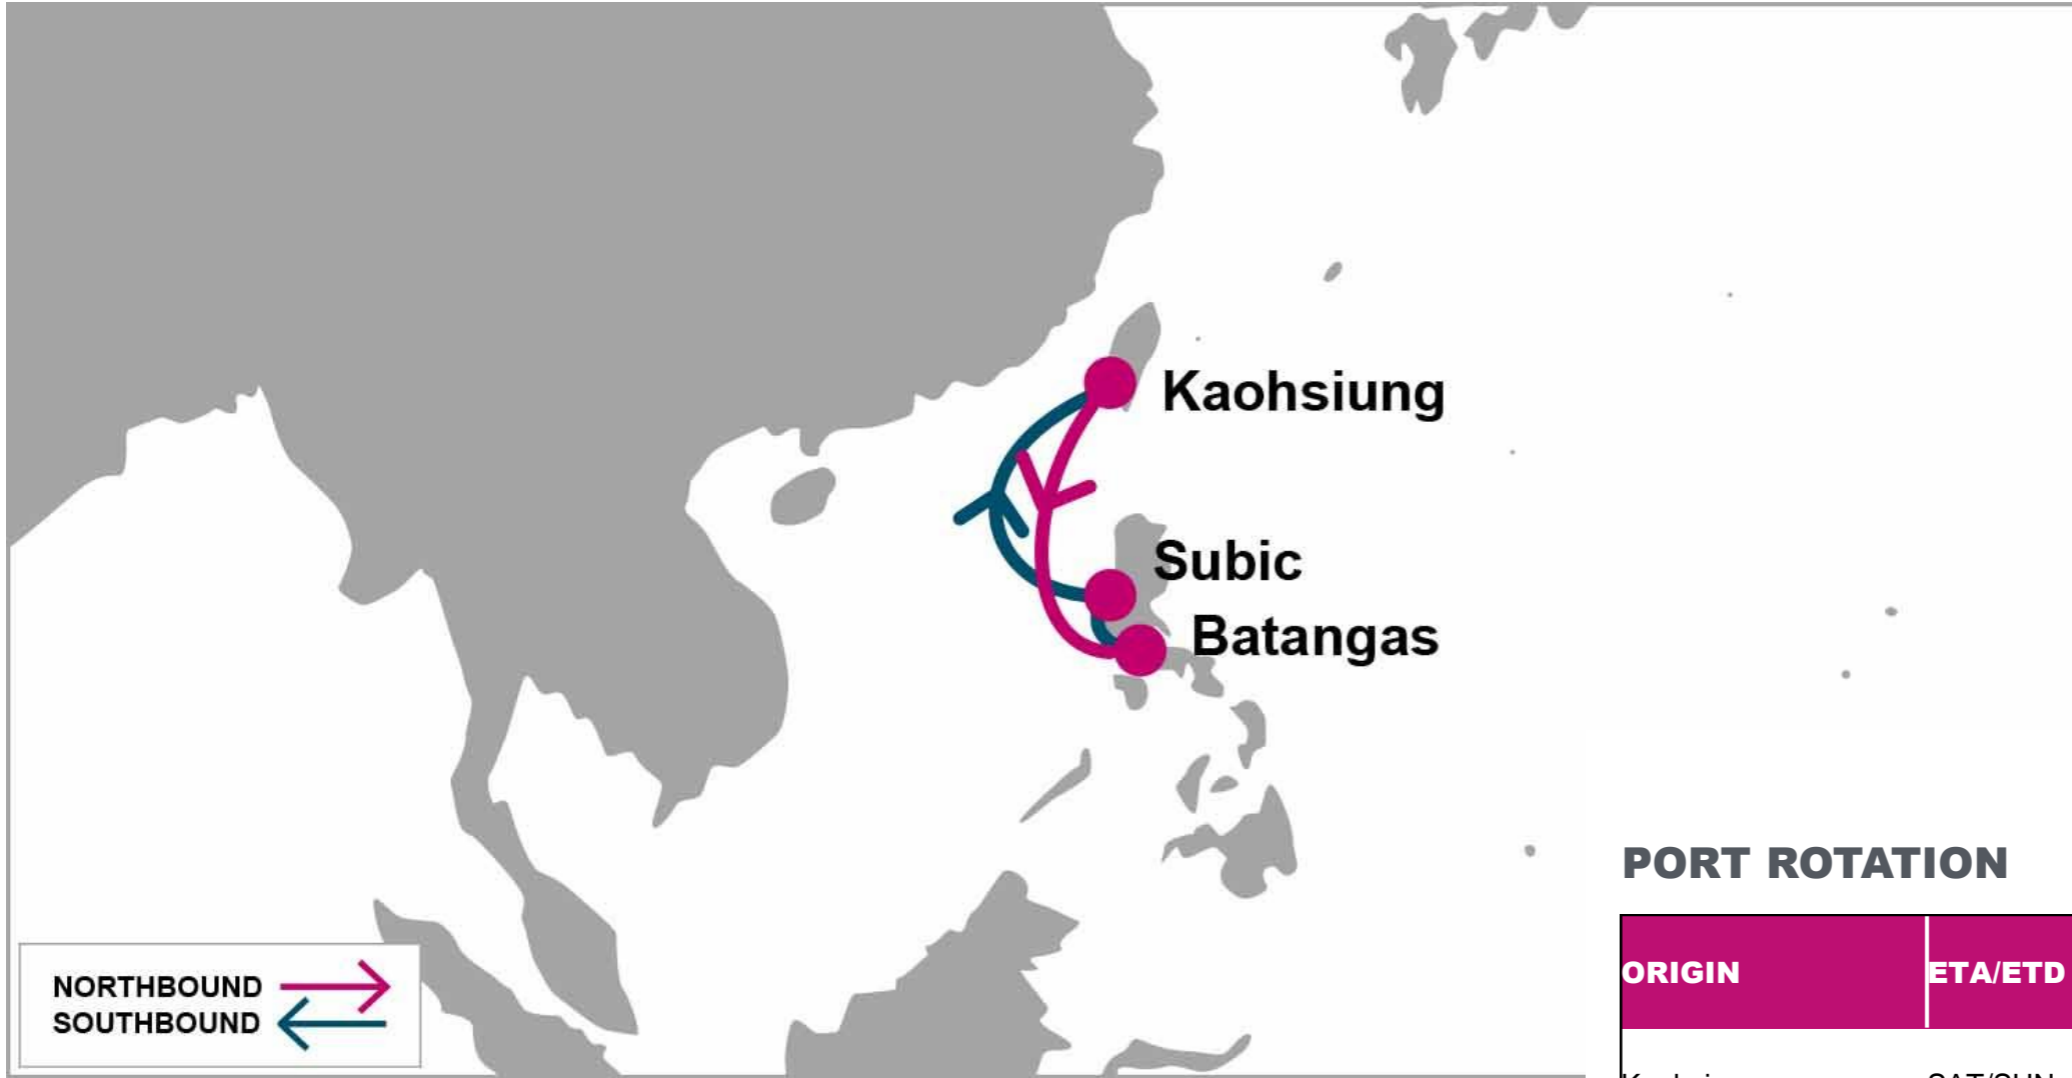 Kaohsiung
Subic
Batangas
NORTHBOUND
SOUTHBOUND
PORT ROTATION
ORIGIN ETA/ETD